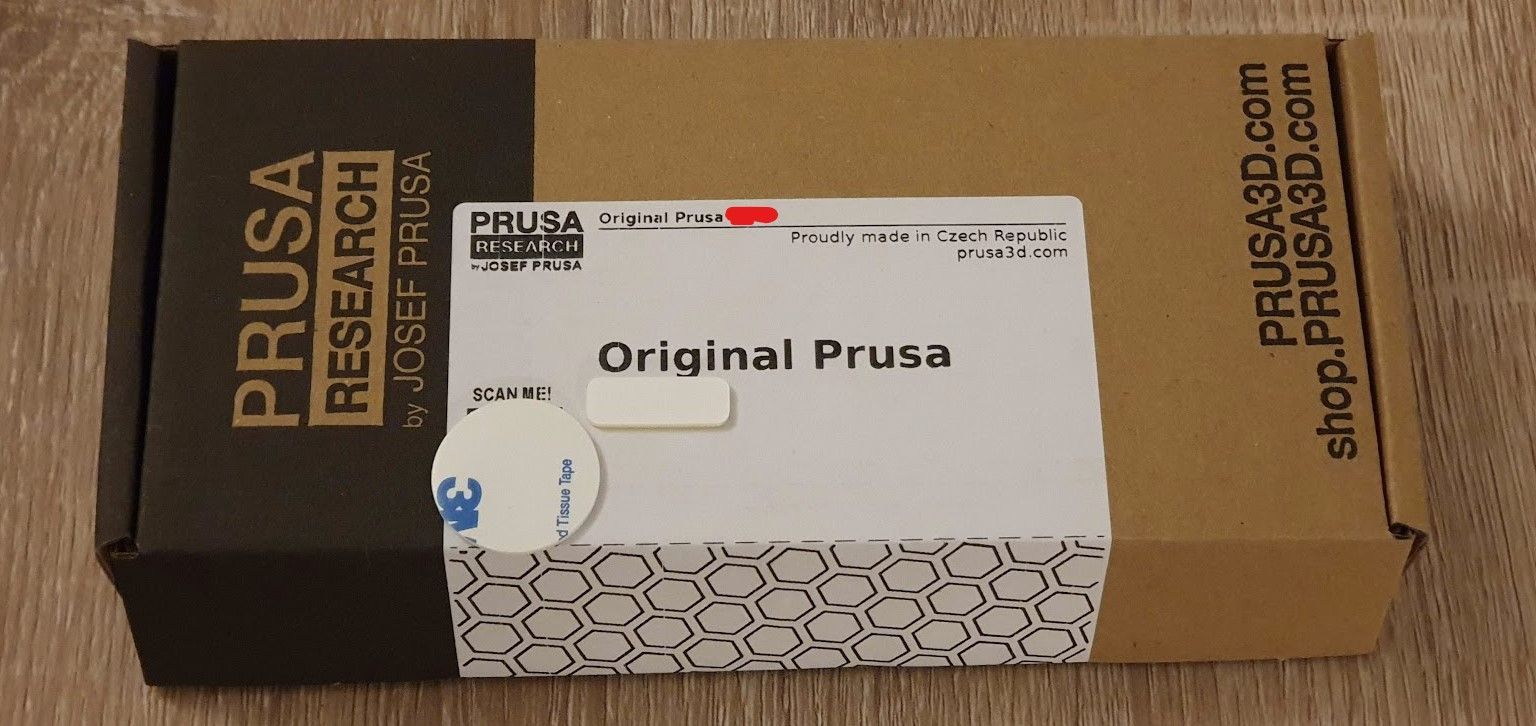 PRUSA
RESEARCH
by JOSEF PRUSA
PRUSA
RESEARCH
by JOSEF PRUSA
Original Prusa
Proudly made in Czech Republic
prusa3d.com
Original Prusa
SCAN ME!
3M
d Tissue Tape
PRUSA3D.com
shop.PRUSA3D.com